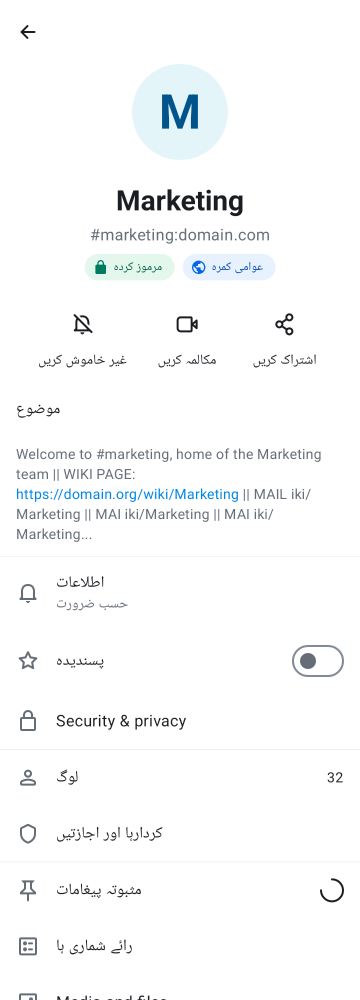 M
Marketing
#marketing:domain.com
مرموز کردہ
عوامی کمرہ
غیر خاموش کریں
مکالمہ کریں
اشتراک کریں
موضوع
Welcome to #marketing, home of the Marketing
team || WIKI PAGE:
https://domain.org/wiki/Marketing || MAIL iki/
Marketing || MAI iki/Marketing || MAI iki/
Marketing...
اطلاعات
حسب ضرورت
پسندیدہ
Security & privacy
لوگ
32
کردارہا اور اجازتیں
مثبوتہ پیغامات
رائے شماری ہا
Media and files